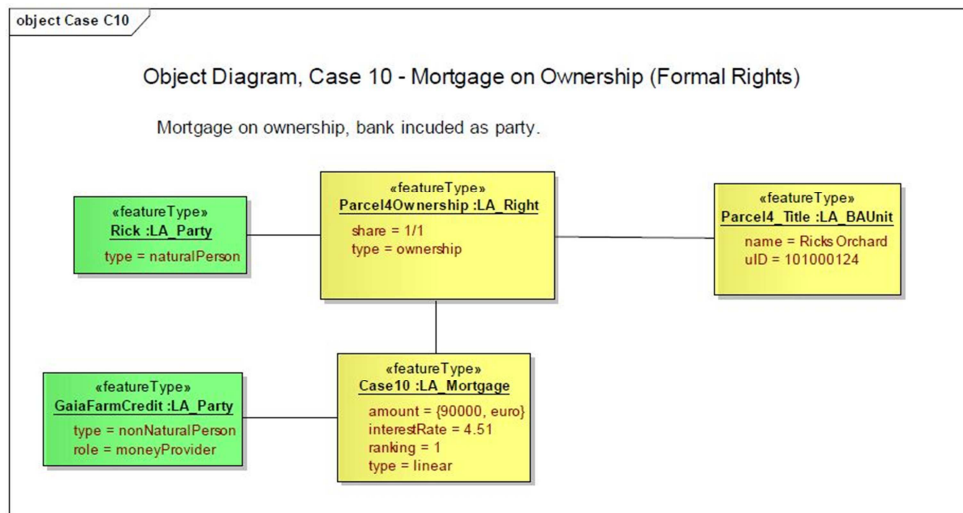 object Case C10
Object Diagram, Case 10 - Mortgage on Ownership (Formal Rights)
Mortgage on ownership, bank incuded as party.
«featureType»
Rick :LA_Party
type = naturalPerson
«featureType»
Parcel4Ownership :LA_Right
share = 1/1
type = ownership
«featureType»
Parcel4_Title :LA_BAUnit
name = RicksOrchard
uID = 101000124
«featureType»
GaiaFarmCredit :LA_Party
type = nonNaturalPerson
role = moneyProvider
«featureType»
Case10 :LA_Mortgage
amount = {90000, euro}
interestRate = 4.51
ranking = 1
type = linear